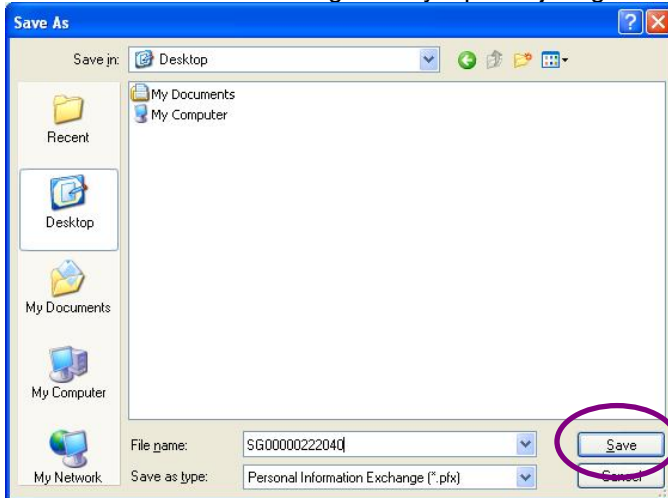 Save As
Save in: Desktop
My Documents
My Computer
Recent
Desktop
My Documents
My Computer
My Network
File name: SG00000222040
Save
Save as type: Personal Information Exchange (*.pfx)
Cancel